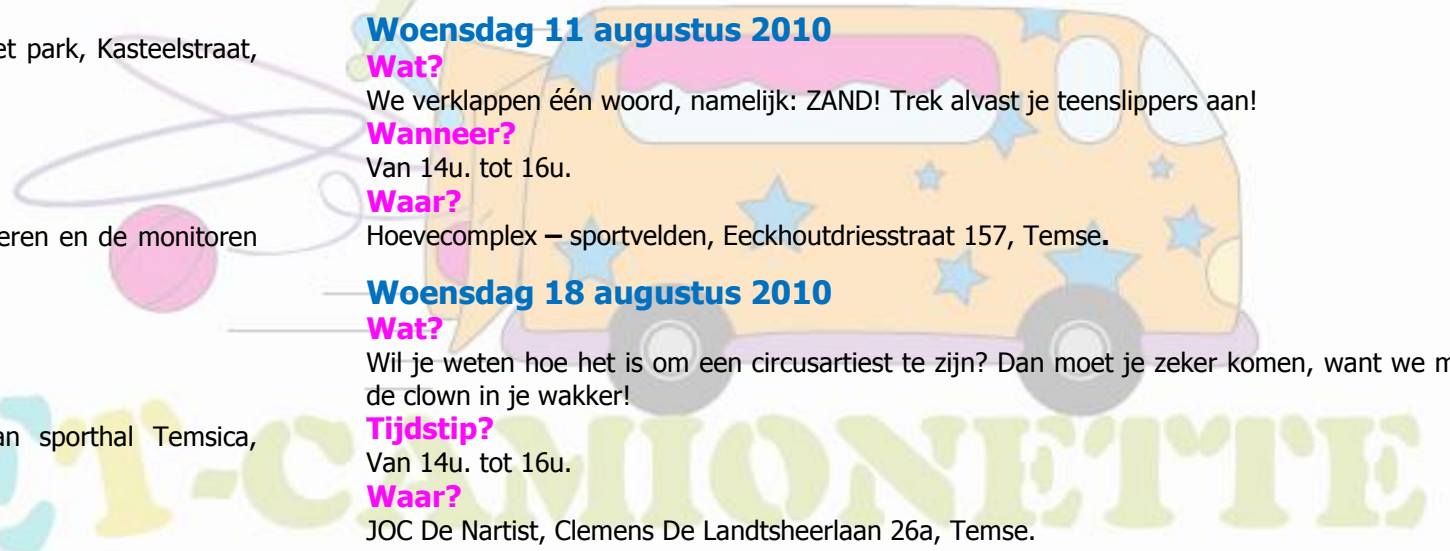 et park, Kasteelstraat,
eren en de monitoren
an sporthal Temsica,
Woensdag 11 augustus 2010
Wat?
We verklappen één woord, namelijk: ZAND! Trek alvast je teenslippers aan!
Wanneer?
Van 14u. tot 16u.
Waar?
Hoevecomplex – sportvelden, Eeckhoutdriesstraat 157, Temse.
Woensdag 18 augustus 2010
Wat?
Wil je weten hoe het is om een circusartiest te zijn? Dan moet je zeker komen, want we m
de clown in je wakker!
Tijdstip?
Van 14u. tot 16u.
Waar?
JOC De Nartist, Clemens De Landtsheerlaan 26a, Temse.
ET-CAMIONETTE